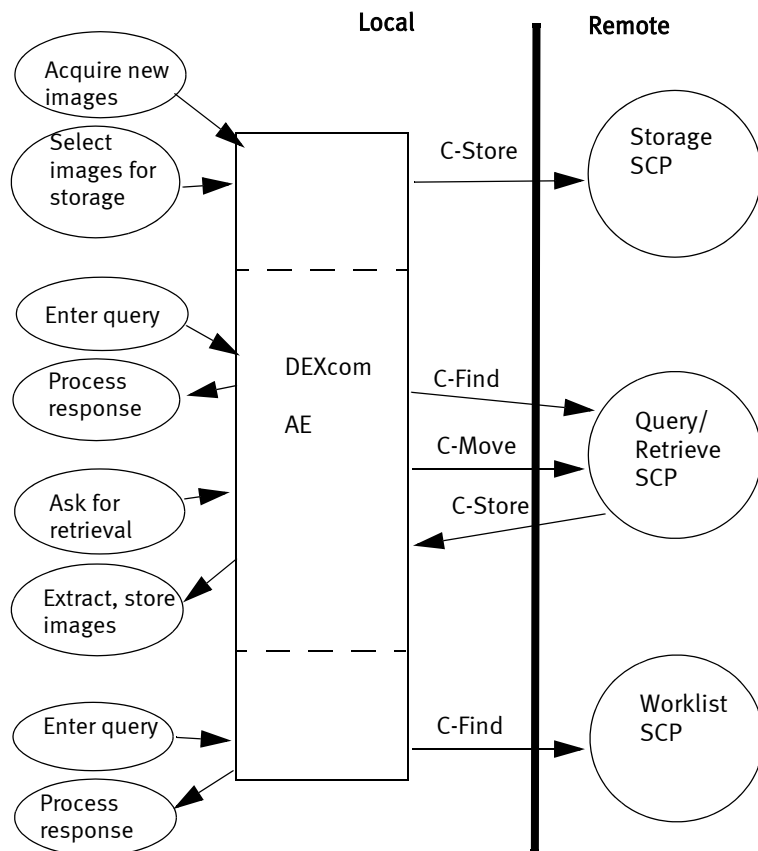 Local
Remote
Acquire new
images
Select
images for
storage
C-Store
Storage
SCP
Enter query
Process
response
DEXcom
AE
C-Find
C-Move
C-Store
Query/
Retrieve
SCP
Ask for
retrieval
Extract, store
images
Enter query
Process
response
C-Find
Worklist
SCP